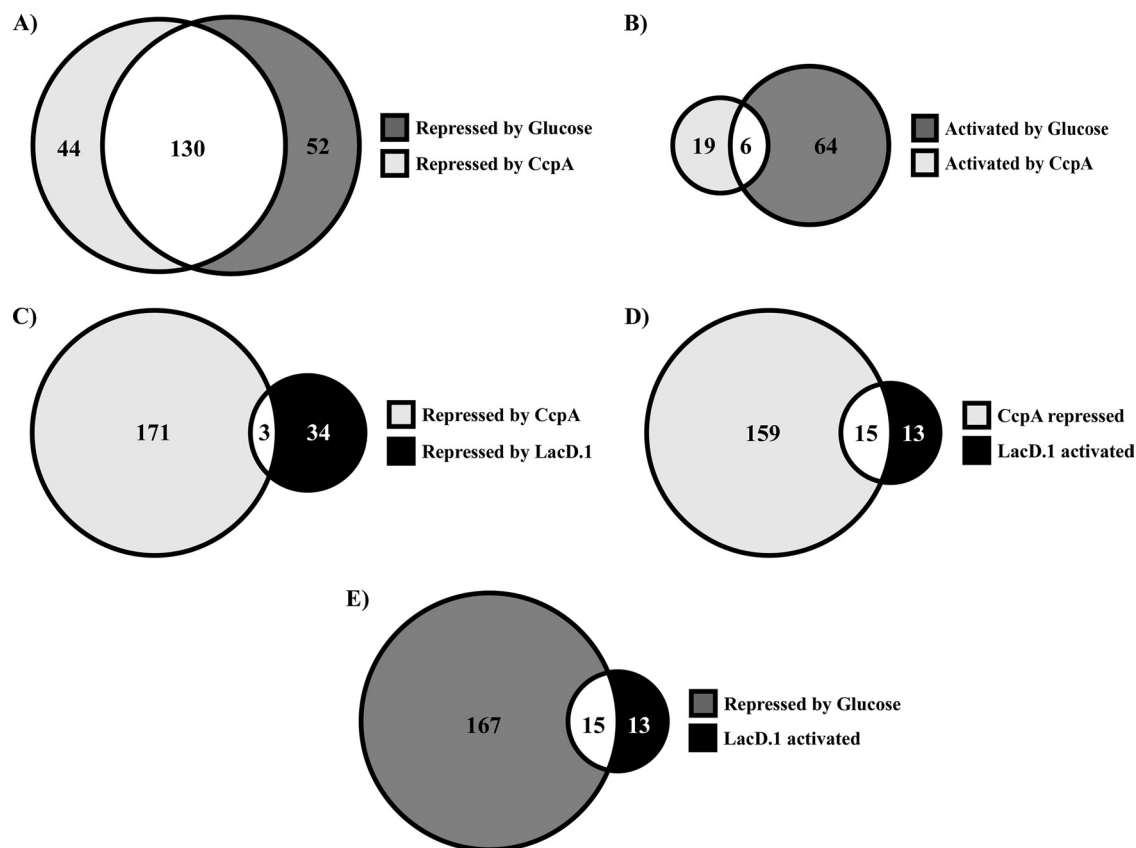 A)
44
130
52
Repressed by Glucose
Repressed by CcpA
B)
19
6
64
Activated by Glucose
Activated by CcpA
C)
171
3
34
Repressed by CcpA
Repressed by LacD.1
D)
159
15
13
CcpA repressed
LacD.1 activated
E)
167
15
13
Repressed by Glucose
LacD.1 activated